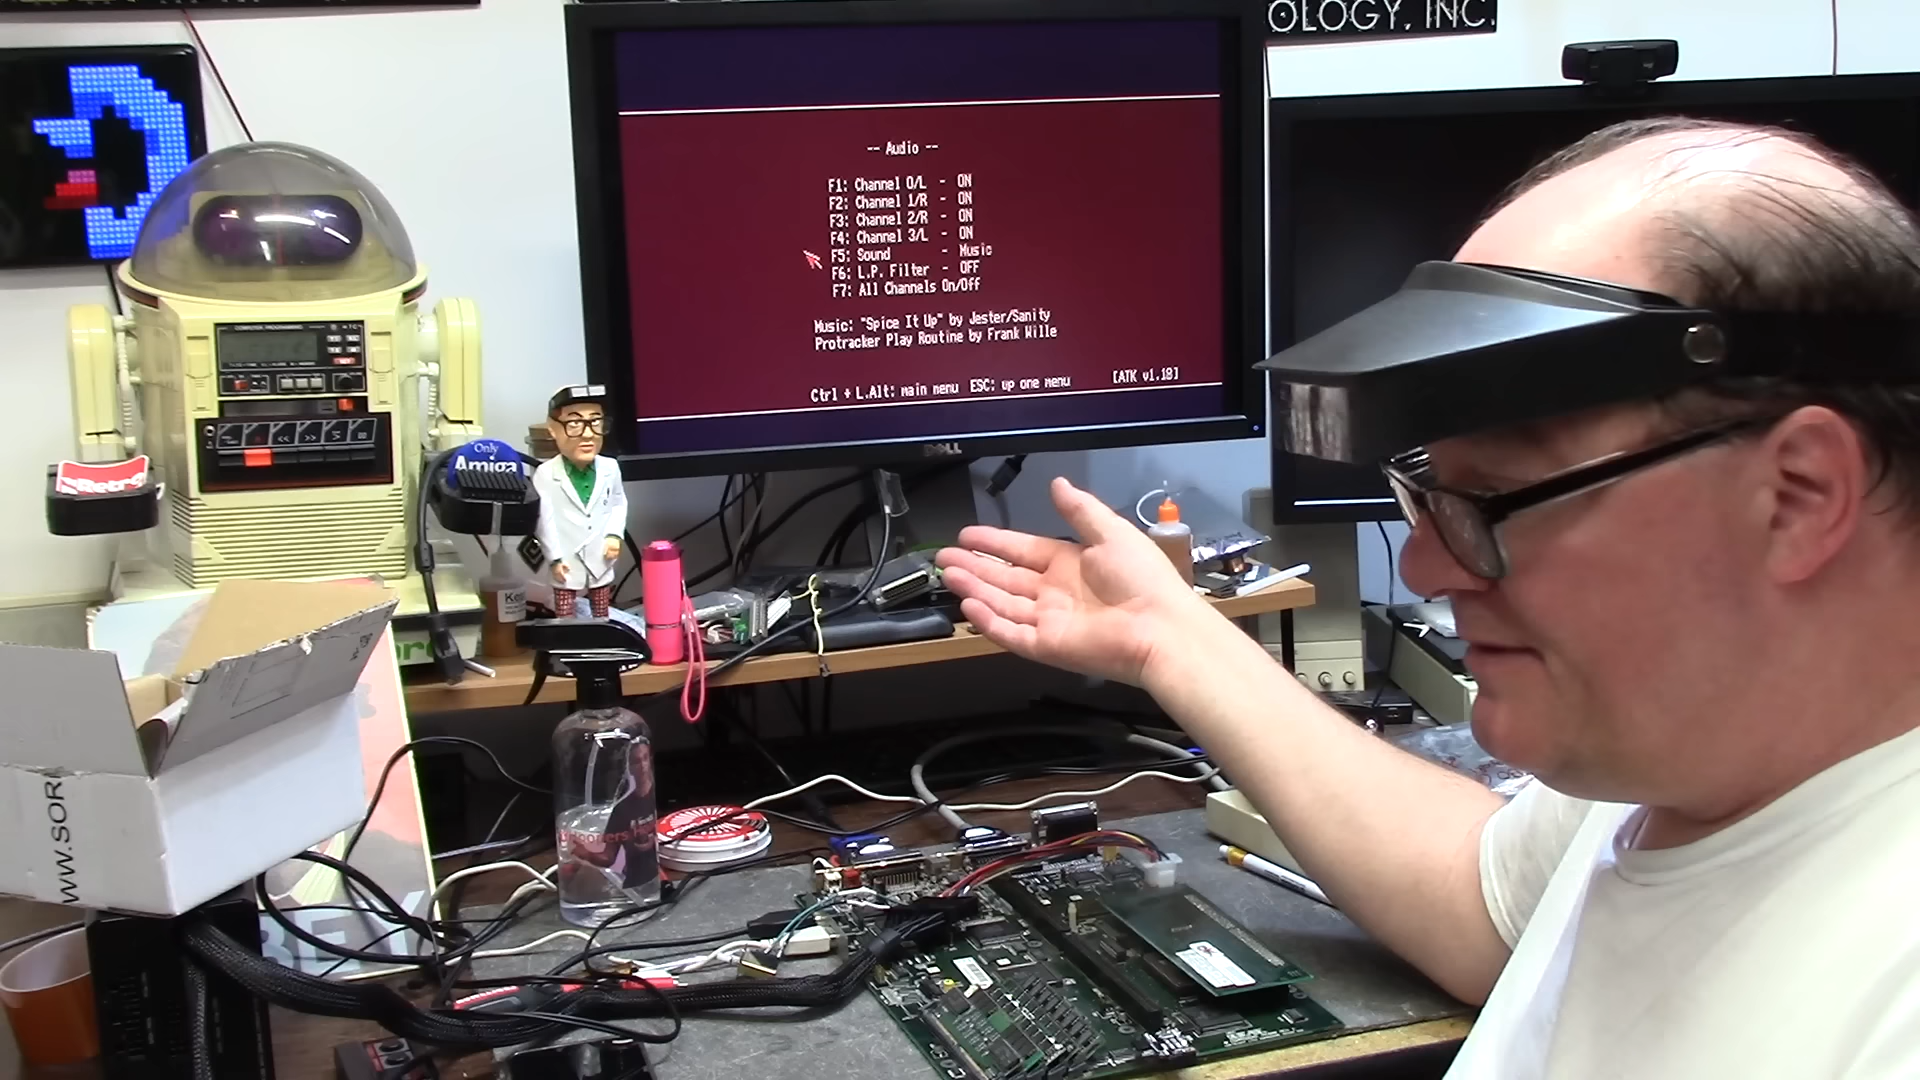 OLOGY, INC.
-- Audio --
F1: Channel 0/L - ON
F2: Channel 1/R - ON
F3: Channel 2/R - ON
F4: Channel 3/L - ON
F5: Sound - Music
F6: L.P. Filter - OFF
F7: All Channels On/Off
Music: "Spice It Up" by Jester/Sanity
Protracker Play Routine by Frank Wille
Ctrl + L.Alt: main menu ESC: up one menu [ATK v1.18]
DELL
Only
Amiga
Retro
WWW.SOR